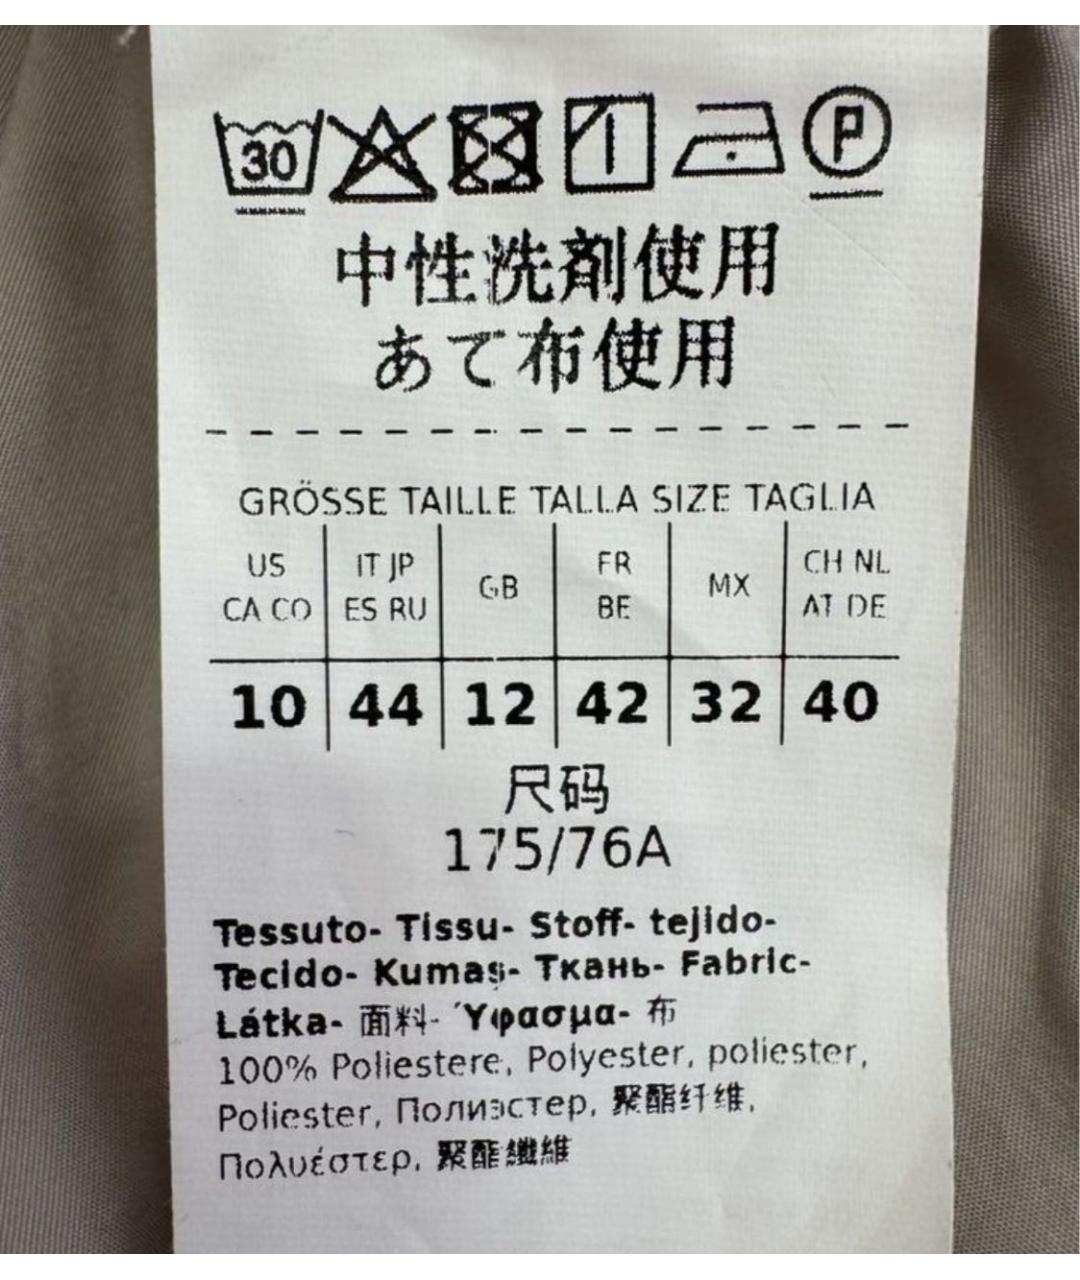 30 P
中性洗剤使用
あて布使用
GRÖSSE TAILLE TALLA SIZE TAGLIA
US IT JP GB FR MX CH NL
CA CO ES RU BE AT DE
10 44 12 42 32 40
尺码
175/76A
Tessuto- Tissu- Stoff- tejido-
Tecido- Kumaş- Ткань- Fabric-
Látka- 面料- Ύφασμα- 布
100% Poliestere, Polyester, poliester,
Poliester, Полиэстер, 聚酯纤维,
Πολυέστερ, 聚酯纖維